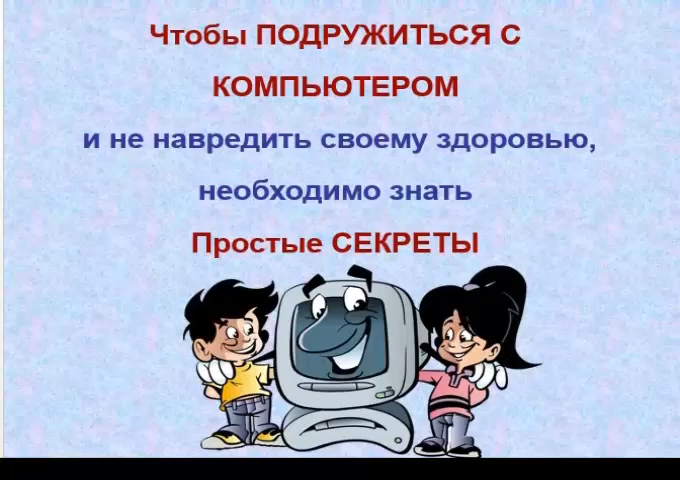 Чтобы ПОДРУЖИТЬСЯ С
КОМПЬЮТЕРОМ
и не навредить своему здоровью,
необходимо знать
Простые СЕКРЕТЫ